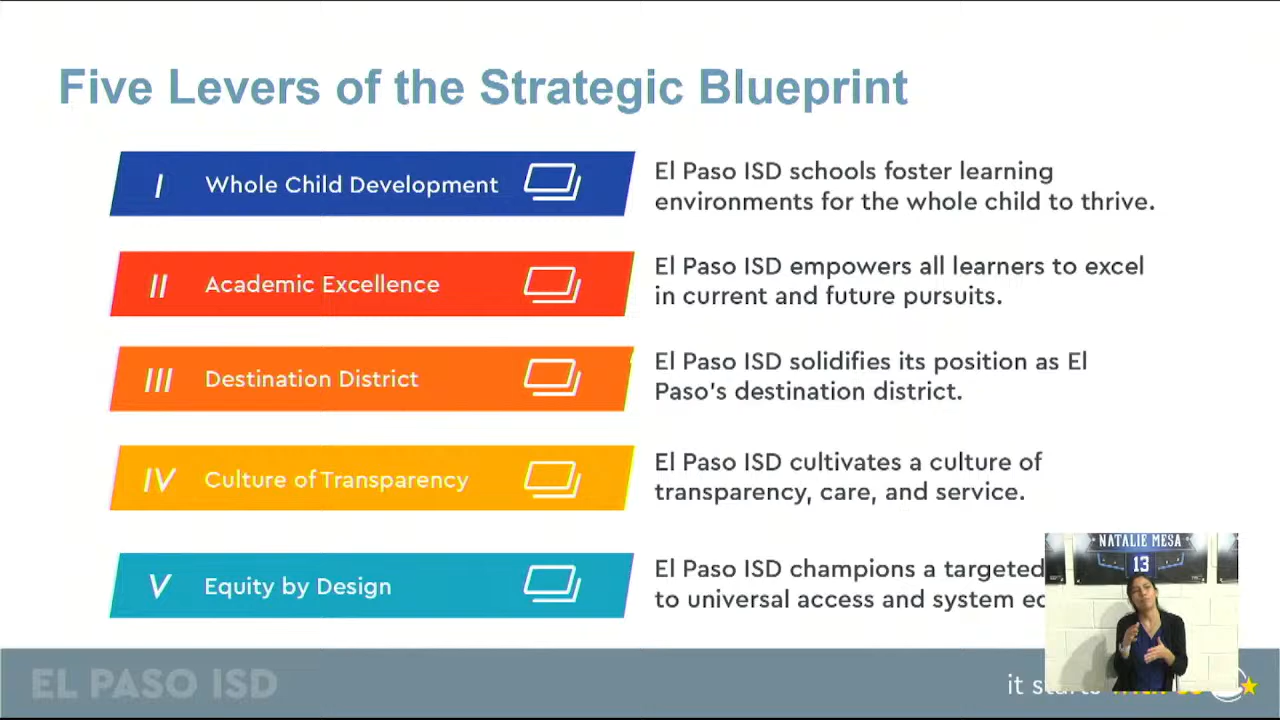 Five Levers of the Strategic Blueprint
I Whole Child Development
El Paso ISD schools foster learning
environments for the whole child to thrive.
II Academic Excellence
El Paso ISD empowers all learners to excel
in current and future pursuits.
III Destination District
El Paso ISD solidifies its position as El
Paso's destination district.
IV Culture of Transparency
El Paso ISD cultivates a culture of
transparency, care, and service.
V Equity by Design
El Paso ISD champions a targeted
to universal access and system
NATALIE MESA
13
EL PASO ISD
it